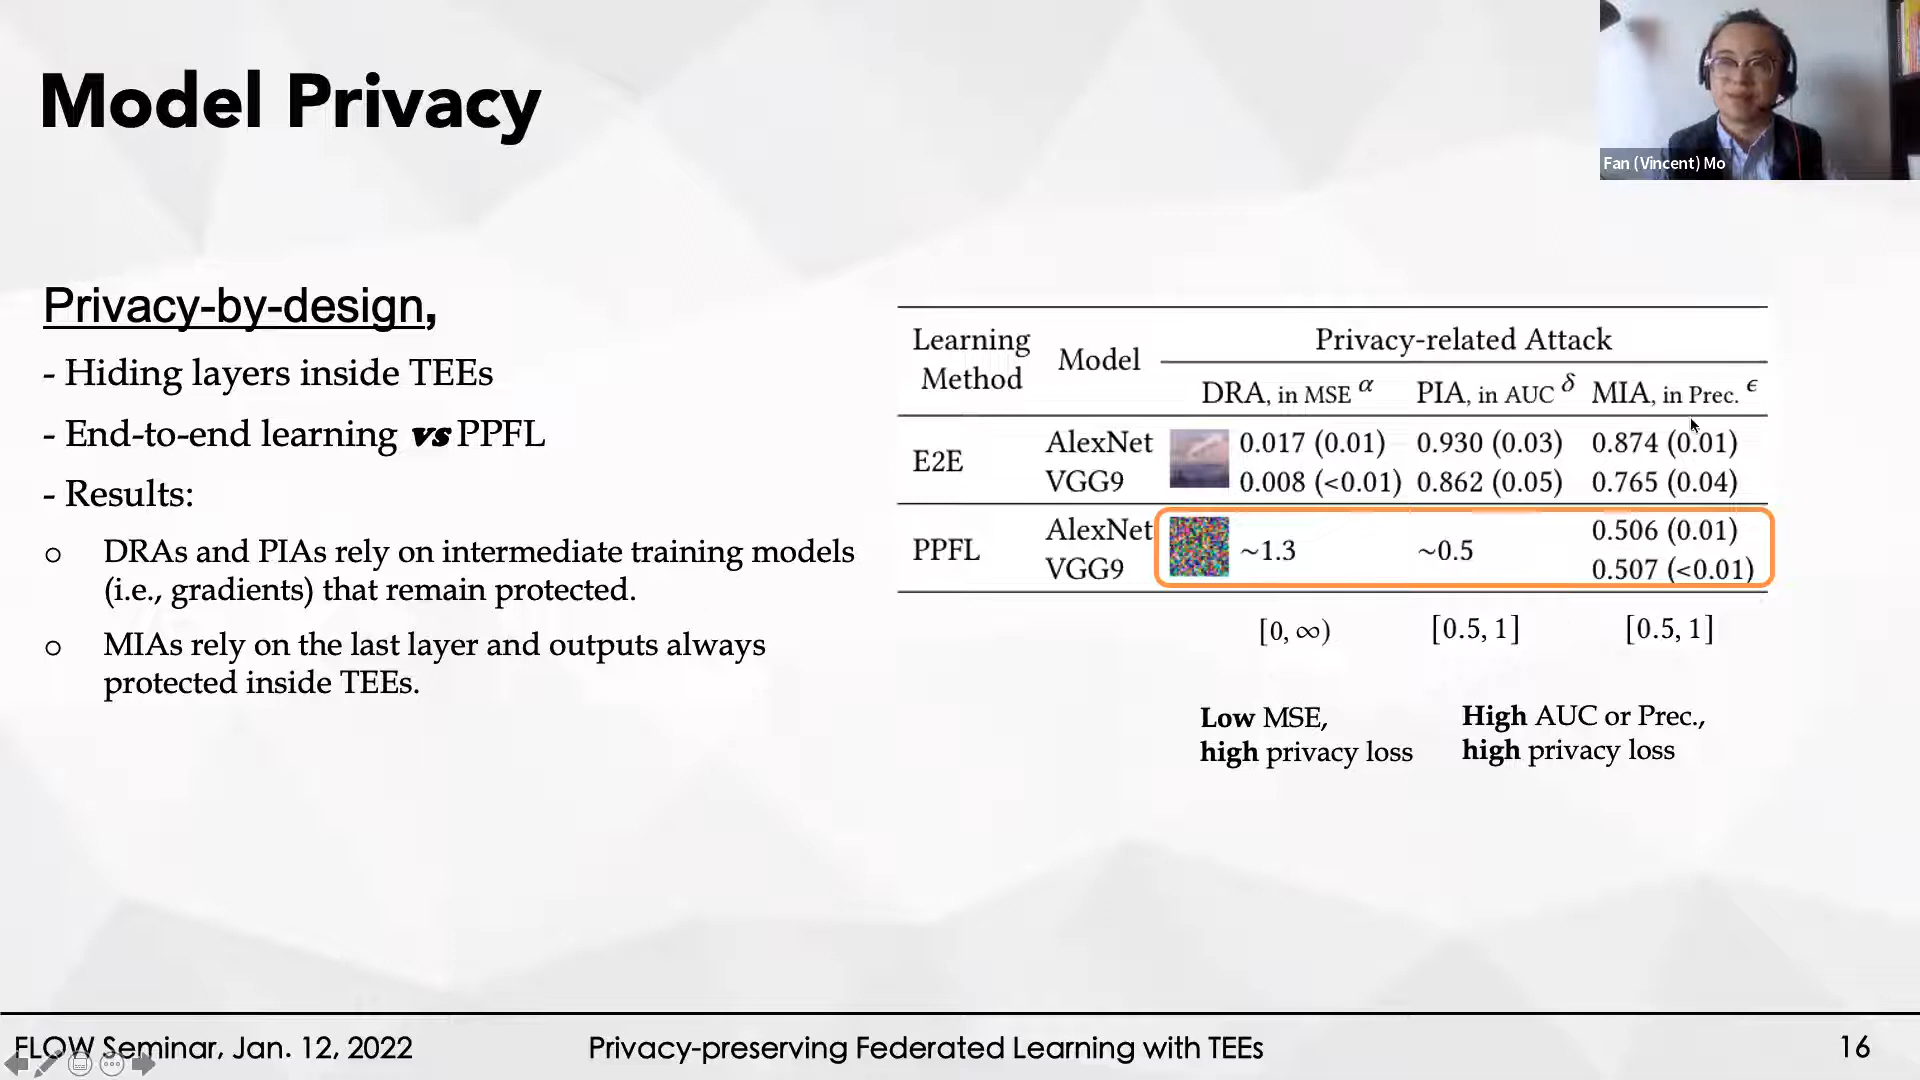 Model Privacy
Fan (Vincent) Mo
Privacy-by-design,
- Hiding layers inside TEEs
- End-to-end learning vs PPFL
- Results:
o DRAs and PIAs rely on intermediate training models
(i.e., gradients) that remain protected.
o MIAs rely on the last layer and outputs always
protected inside TEEs.
Learning
Method
Model
Privacy-related Attack
DRA, in MSE α PIA, in AUC δ MIA, in Prec. ϵ
E2E
AlexNet 0.017 (0.01) 0.930 (0.03) 0.874 (0.01)
VGG9 0.008 (<0.01) 0.862 (0.05) 0.765 (0.04)
PPFL
AlexNet 0.506 (0.01)
~1.3 ~0.5
VGG9 0.507 (<0.01)
[0, ∞) [0.5, 1] [0.5, 1]
Low MSE,
high privacy loss
High AUC or Prec.,
high privacy loss
FLOW Seminar, Jan. 12, 2022 Privacy-preserving Federated Learning with TEEs 16